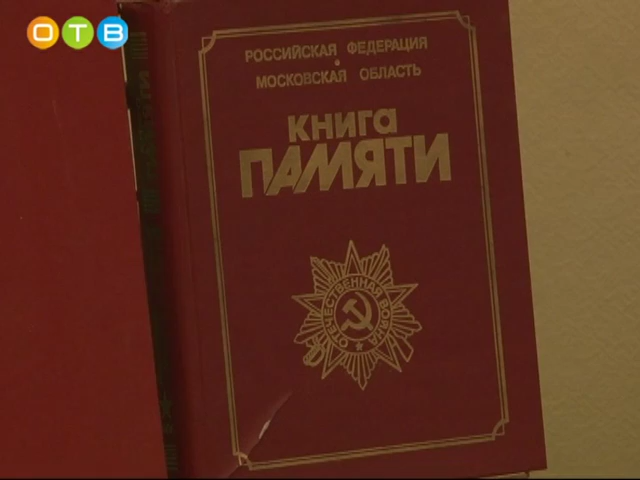 ОТВ
РОССИЙСКАЯ ФЕДЕРАЦИЯ
МОСКОВСКАЯ ОБЛАСТЬ
КНИГА
ПАМЯТИ
ОТЕЧЕСТВЕННАЯ ВОЙНА